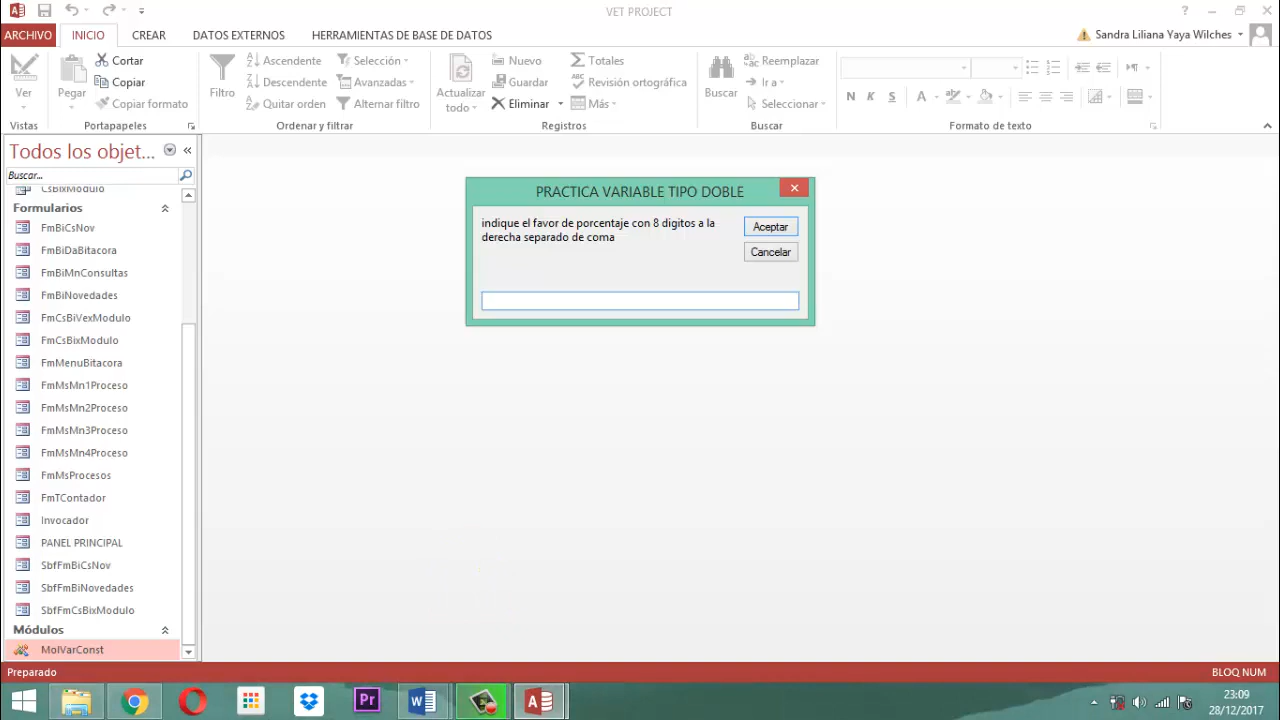 VET PROJECT
?
ARCHIVO INICIO CREAR DATOS EXTERNOS HERRAMIENTAS DE BASE DE DATOS
Sandra Liliana Yaya Wilches
Ver
Vistas
Pegar
Cortar
Copiar
Copiar formato
Portapapeles
Filtro
Ascendente
Descendente
Quitar orden
Selección
Avanzadas
Alternar filtro
Ordenar y filtrar
Actualizar
todo
Nuevo
Guardar
Eliminar
Totales
Revisión ortográfica
Más
Registros
Buscar
Reemplazar
Ir a
Seleccionar
Buscar
N K S
A
Formato de texto
Todos los objet...
Buscar...
CsBixModulo
Formularios
FmBiCsNov
FmBiDaBitacora
FmBiMnConsultas
FmBiNovedades
FmCsBiVexModulo
FmCsBixModulo
FmMenuBitacora
FmMsMn1Proceso
FmMsMn2Proceso
FmMsMn3Proceso
FmMsMn4Proceso
FmMsProcesos
FmTContador
Invocador
PANEL PRINCIPAL
SbfFmBiCsNov
SbfFmBiNovedades
SbfFmCsBixModulo
Módulos
MolVarConst
PRACTICA VARIABLE TIPO DOBLE
indique el favor de porcentaje con 8 digitos a la
derecha separado de coma
Aceptar
Cancelar
Preparado
BLOQ NUM
Pr
23:09
28/12/2017